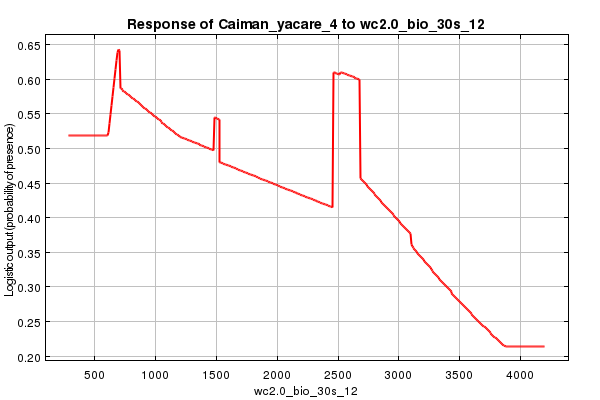 Response of Caiman_yacare_4 to wc2.0_bio_30s_12
Logistic output (probability of presence)
0.65
0.60
0.55
0.50
0.45
0.40
0.35
0.30
0.25
0.20
500 1000 1500 2000 2500 3000 3500 4000
wc2.0_bio_30s_12